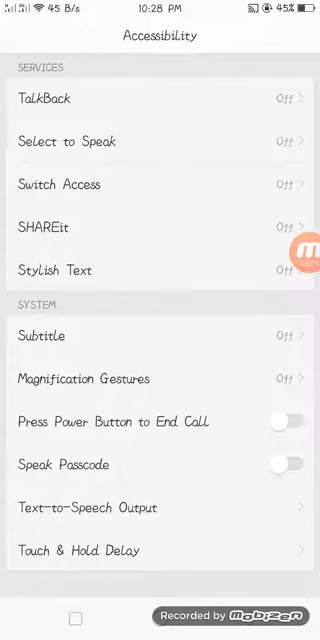 45 B/s 10:28 PM 45%
Accessibility
SERVICES
TalkBack Off
Select to Speak Off
Switch Access Off
SHAREit Off
Stylish Text Off
SYSTEM
Subtitle Off
Magnification Gestures Off
Press Power Button to End Call
Speak Passcode
Text-to-Speech Output
Touch & Hold Delay
Recorded by mobizen